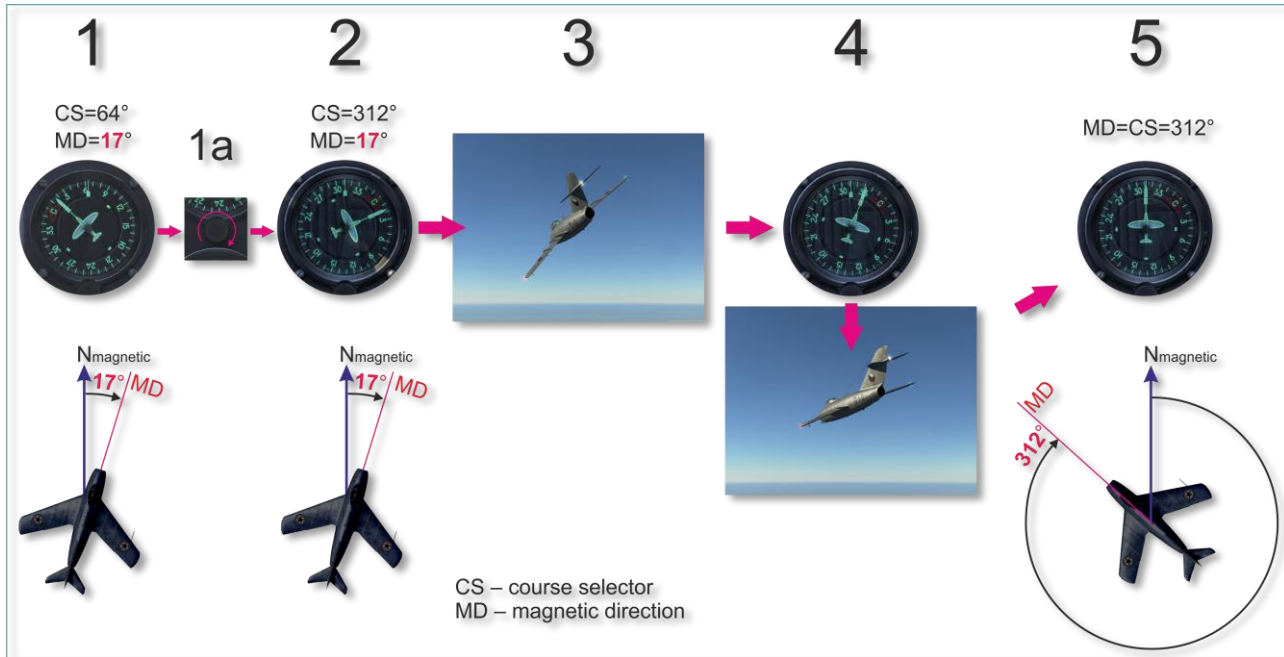 1
2
3
4
5
CS=64°
MD=17°
1a
CS=312°
MD=17°
MD=CS=312°
Nmagnetic
17°
MD
Nmagnetic
17°
MD
Nmagnetic
MD
312°
CS – course selector
MD – magnetic direction